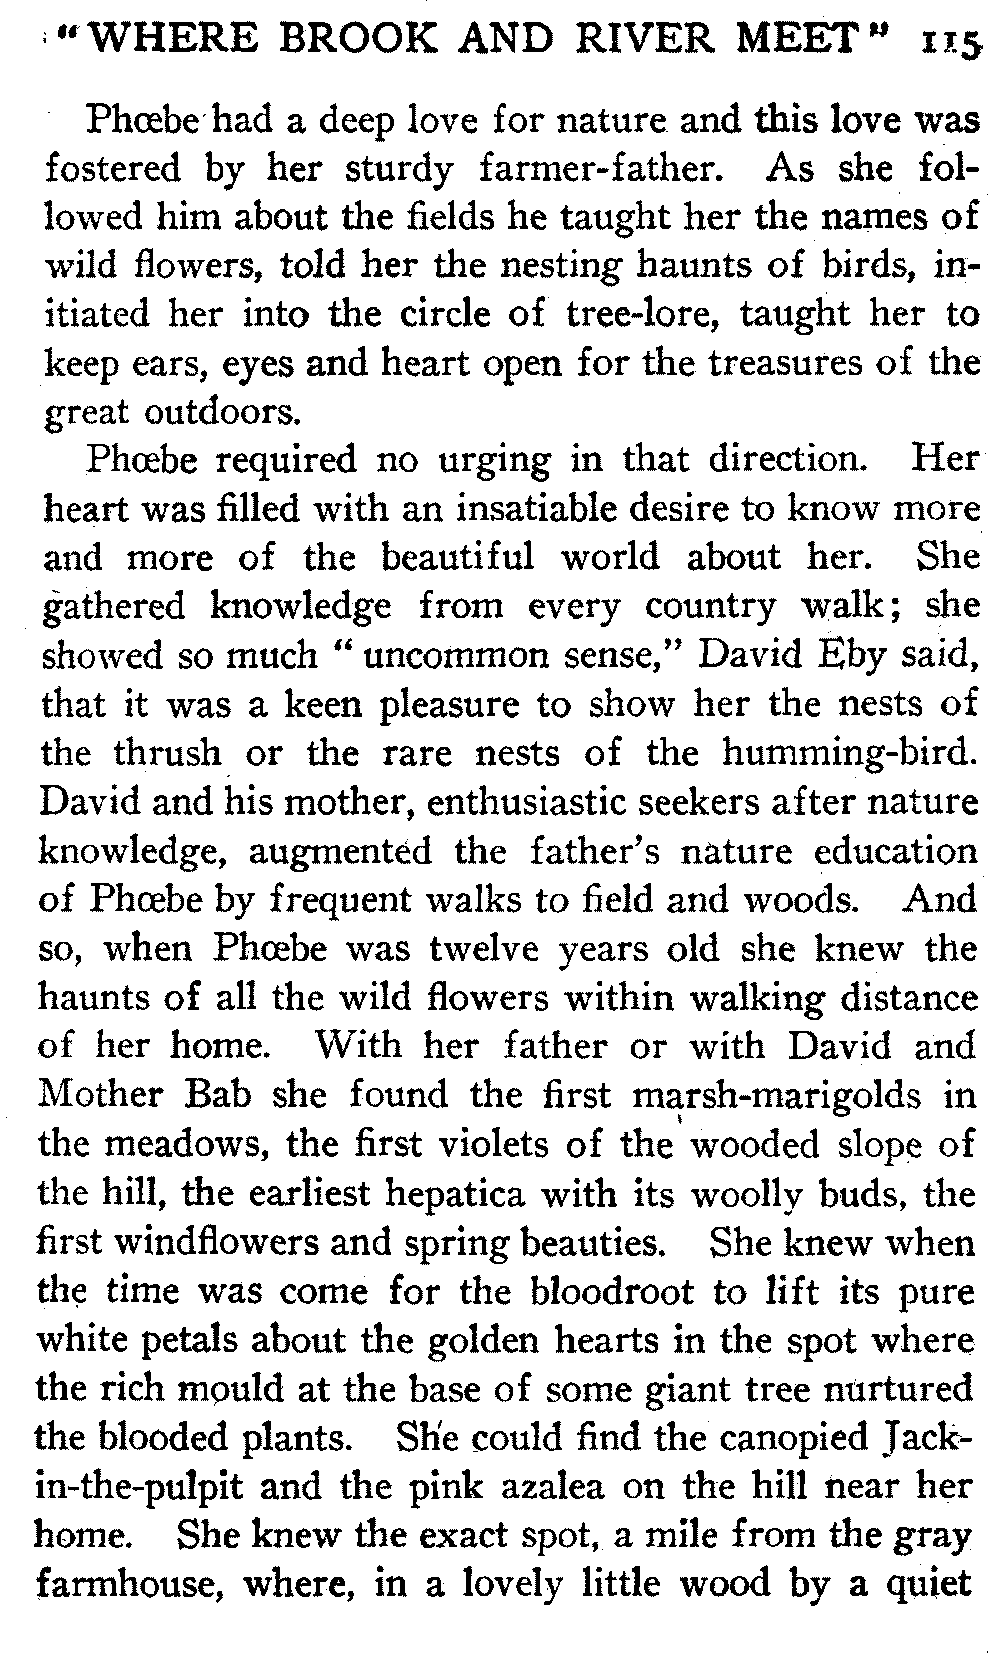 "WHERE BROOK AND RIVER MEET" 115
Phœbe had a deep love for nature and this love was
fostered by her sturdy farmer-father. As she fol-
lowed him about the fields he taught her the names of
wild flowers, told her the nesting haunts of birds, in-
itiated her into the circle of tree-lore, taught her to
keep ears, eyes and heart open for the treasures of the
great outdoors.
Phœbe required no urging in that direction. Her
heart was filled with an insatiable desire to know more
and more of the beautiful world about her. She
gathered knowledge from every country walk; she
showed so much "uncommon sense," David Eby said,
that it was a keen pleasure to show her the nests of
the thrush or the rare nests of the humming-bird.
David and his mother, enthusiastic seekers after nature
knowledge, augmented the father's nature education
of Phœbe by frequent walks to field and woods. And
so, when Phœbe was twelve years old she knew the
haunts of all the wild flowers within walking distance
of her home. With her father or with David and
Mother Bab she found the first marsh-marigolds in
the meadows, the first violets of the wooded slope of
the hill, the earliest hepatica with its woolly buds, the
first windflowers and spring beauties. She knew when
the time was come for the bloodroot to lift its pure
white petals about the golden hearts in the spot where
the rich mould at the base of some giant tree nurtured
the blooded plants. She could find the canopied Jack-
in-the-pulpit and the pink azalea on the hill near her
home. She knew the exact spot, a mile from the gray
farmhouse, where, in a lovely little wood by a quiet